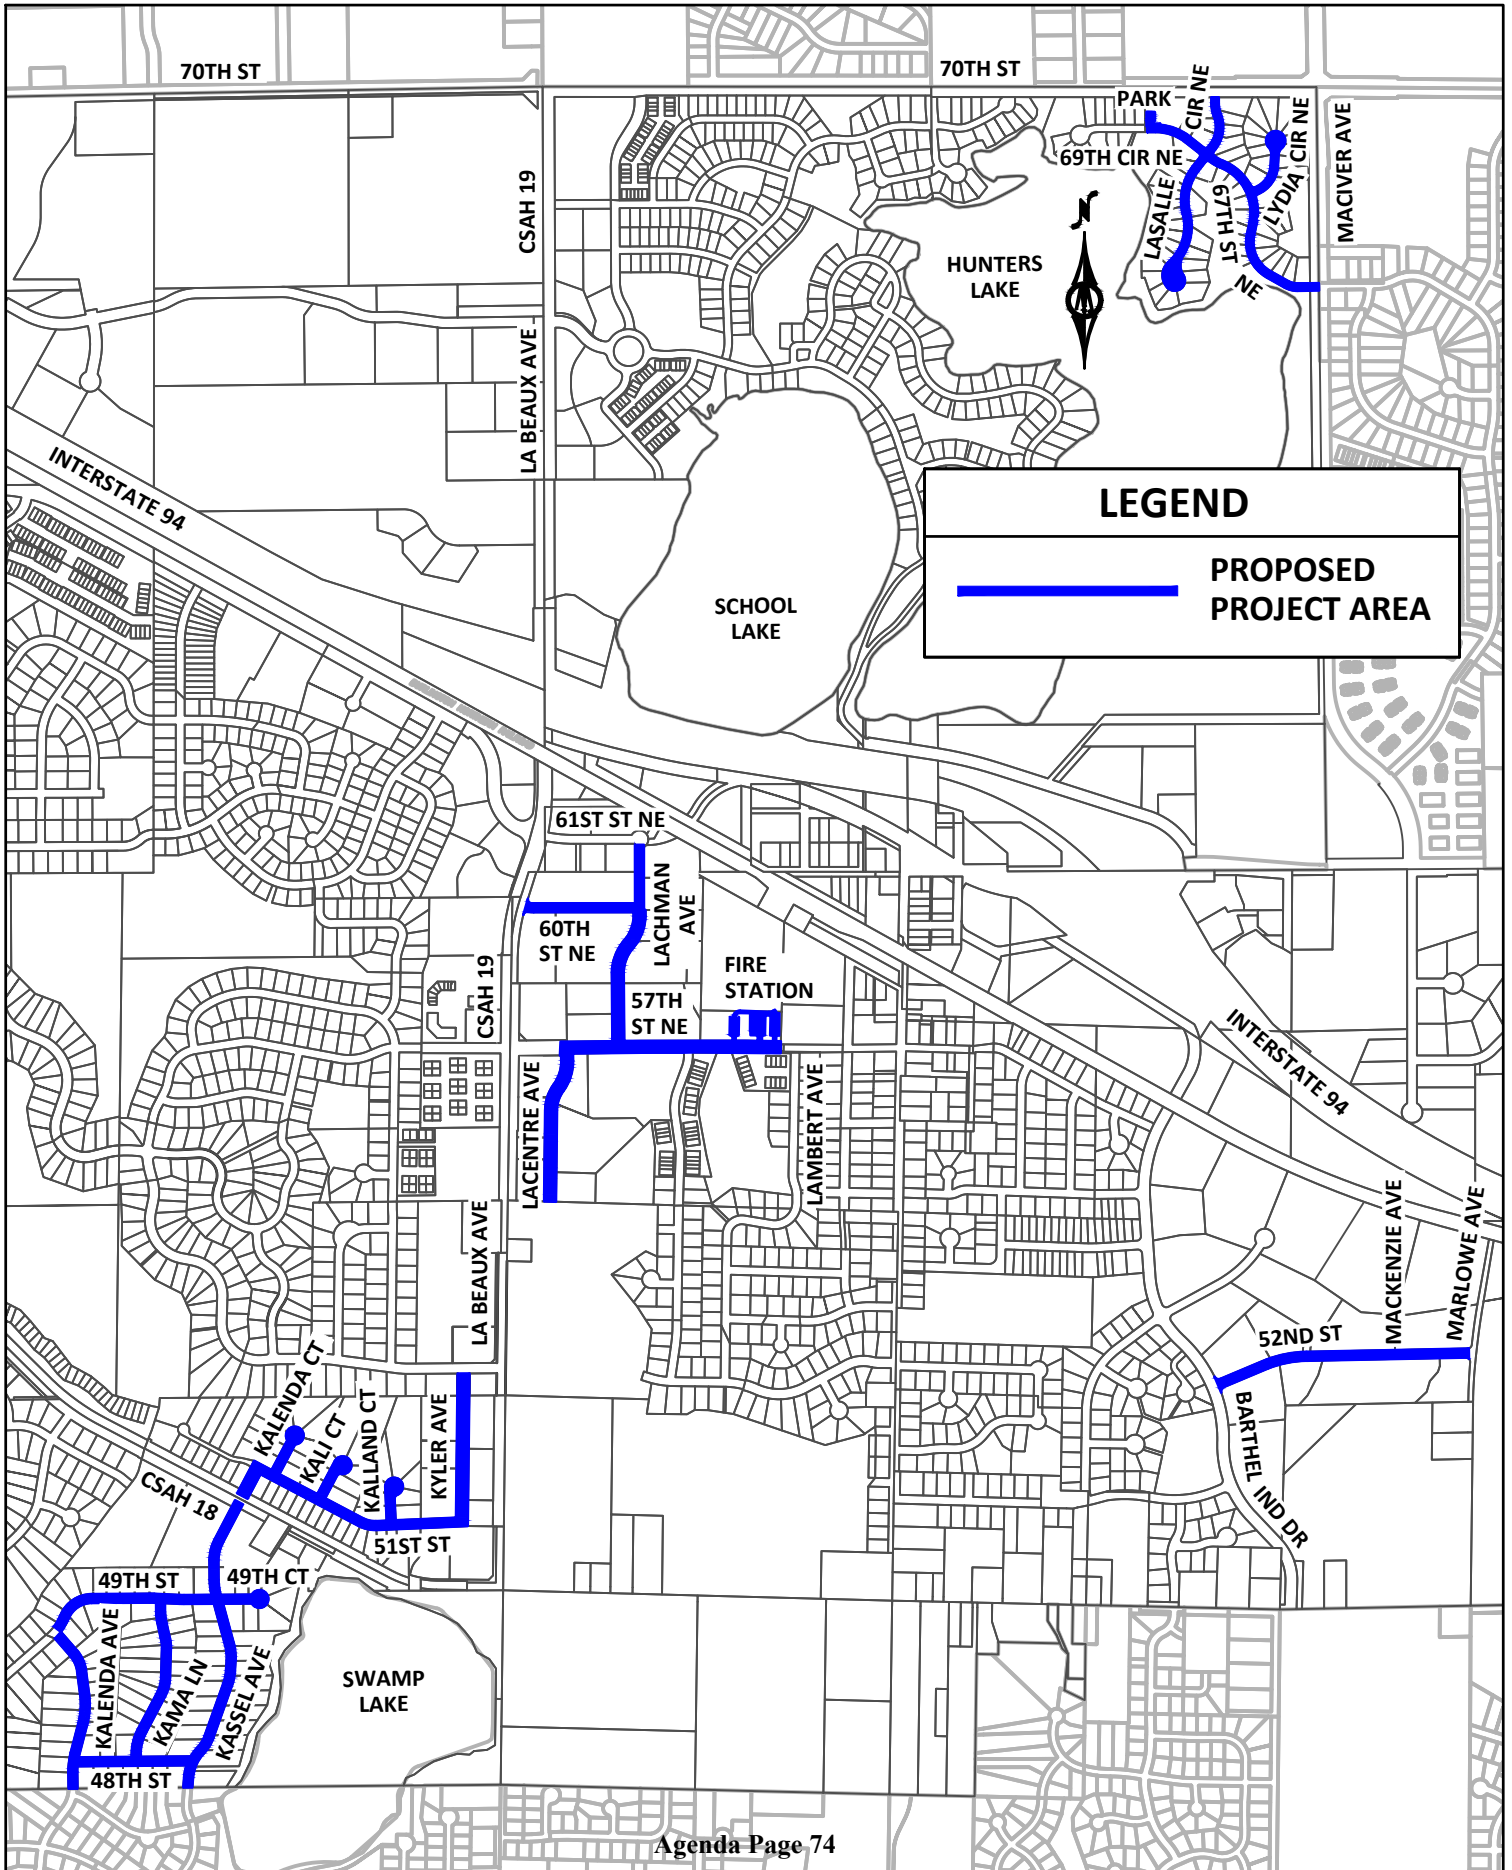 70TH ST
70TH ST
PARK
CIR NE
69TH CIR NE
LYDIA CIR NE
MACIVER AVE
LASALLE
67TH ST
NE
CSAH 19
N
HUNTERS
LAKE
LA BEAUX AVE
INTERSTATE 94
LEGEND
PROPOSED
PROJECT AREA
SCHOOL
LAKE
61ST ST NE
LACHMAN
AVE
60TH
ST NE
CSAH 19
FIRE
STATION
57TH
ST NE
INTERSTATE 94
LACENTRE AVE
LAMBERT AVE
LA BEAUX AVE
MACKENZIE AVE
MARLOWE AVE
52ND ST
BARTHEL IND DR
KALENDA CT
KALI CT
KALLAND CT
KYLER AVE
CSAH 18
51ST ST
49TH ST
49TH CT
KALENDA AVE
KAMA LN
KASSEL AVE
SWAMP
LAKE
48TH ST
Agenda Page 74